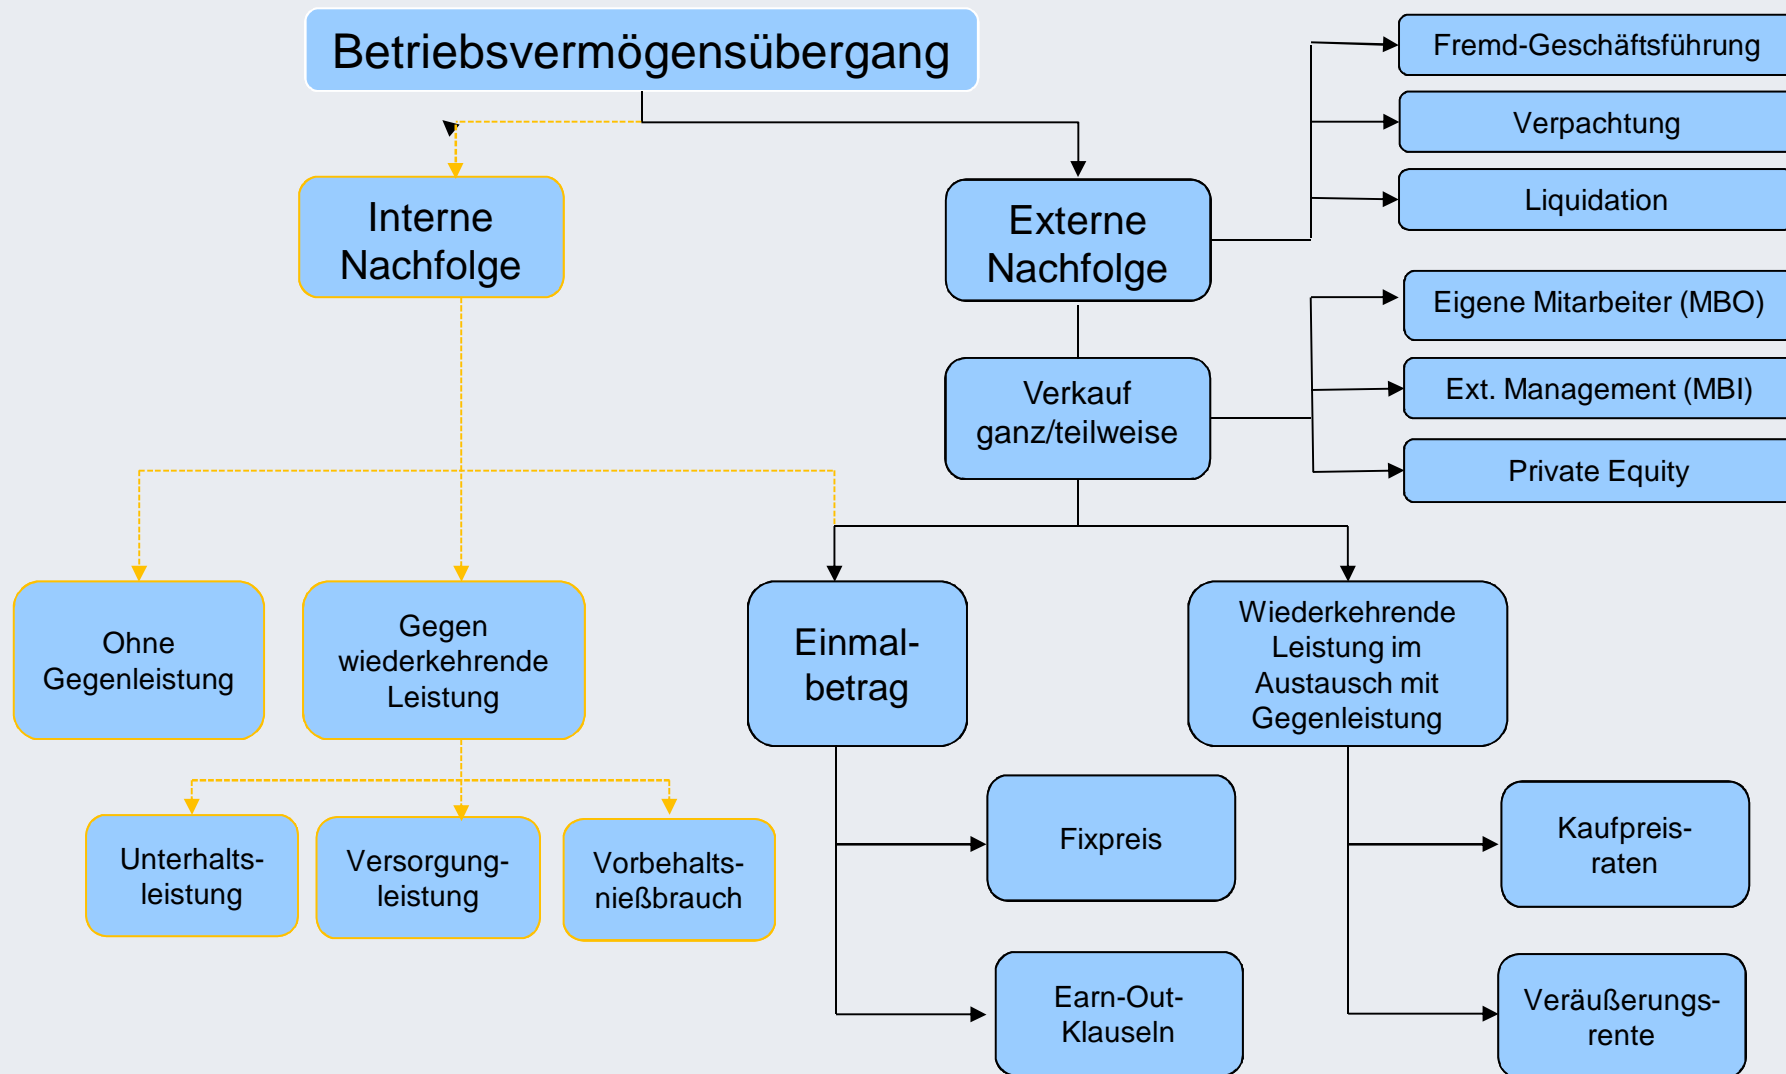 Betriebsvermögensübergang
Fremd-Geschäftsführung
Verpachtung
Liquidation
Interne
Nachfolge
Externe
Nachfolge
Eigene Mitarbeiter (MBO)
Ext. Management (MBI)
Private Equity
Verkauf
ganz/teilweise
Ohne
Gegenleistung
Gegen
wiederkehrende
Leistung
Einmal-
betrag
Wiederkehrende
Leistung im
Austausch mit
Gegenleistung
Unterhalts-
leistung
Versorgung-
leistung
Vorbehalts-
nießbrauch
Fixpreis
Kaufpreis-
raten
Earn-Out-
Klauseln
Veräußerungs-
rente